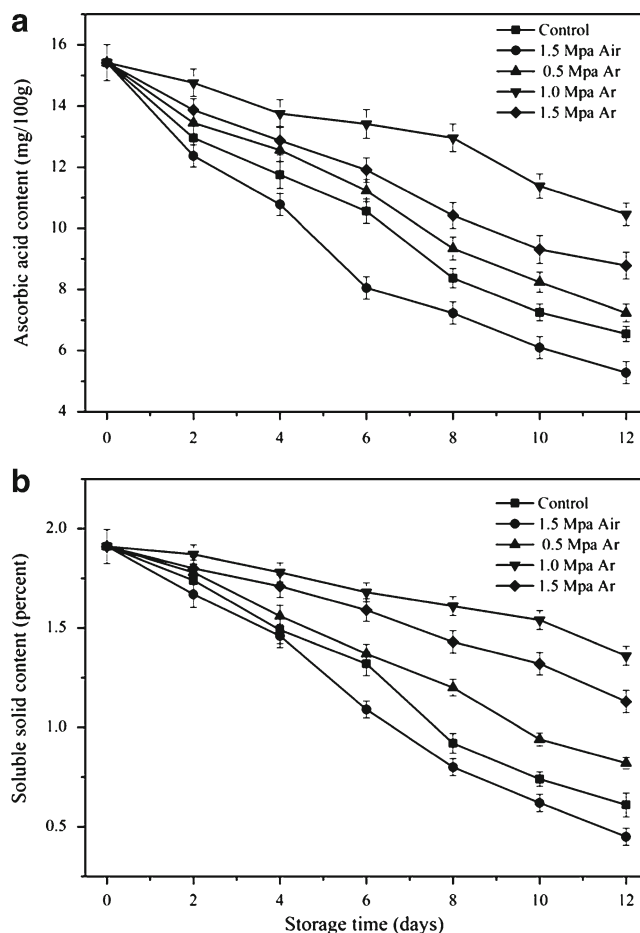 a
16
14
12
10
8
6
4
Ascorbic acid content (mg/100g)
Control
1.5 Mpa Air
0.5 Mpa Ar
1.0 Mpa Ar
1.5 Mpa Ar
0 2 4 6 8 10 12
b
2.0
1.5
1.0
0.5
Soluble solid content (percent)
Control
1.5 Mpa Air
0.5 Mpa Ar
1.0 Mpa Ar
1.5 Mpa Ar
0 2 4 6 8 10 12
Storage time (days)